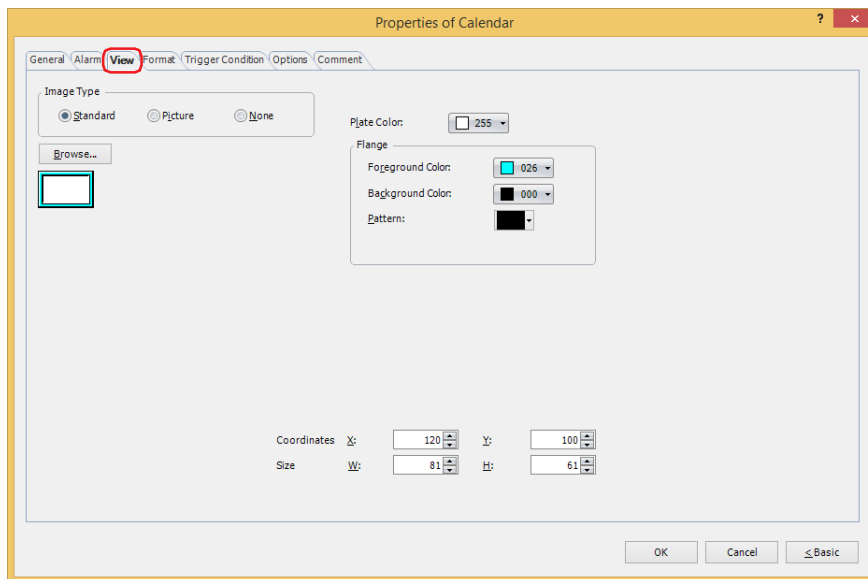 Properties of Calendar ? ×
General Alarm View Format Trigger Condition Options Comment
Image Type
Standard Picture None
Plate Color: 255
Browse...
Flange
Foreground Color: 026
Background Color: 000
Pattern:
Coordinates X: 120 Y: 100
Size W: 81 H: 61
OK Cancel < Basic